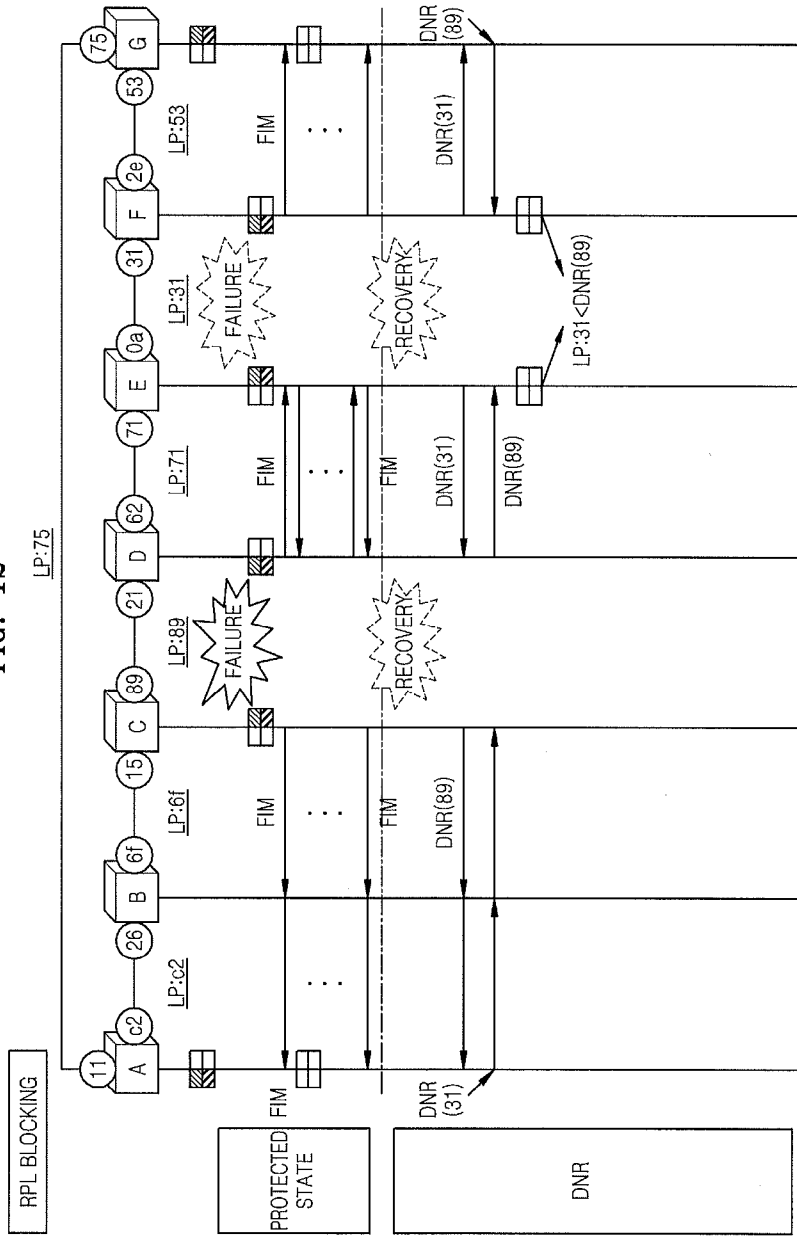 FIG. 12
RPL BLOCKING
LP:75
11
A
c2
26
B
6f
15
C
89
21
D
62
71
E
0a
31
F
2e
53
G
75
LP:c2
LP:6f
LP:89
LP:71
LP:31
LP:53
FAILURE
FAILURE
PROTECTED
STATE
FIM
FIM
FIM
FIM
. . .
. . .
. . .
. . .
FIM
FIM
RECOVERY
RECOVERY
DNR
DNR
(31)
DNR(89)
DNR(31)
DNR(89)
DNR(31)
DNR
(89)
LP:31<DNR(89)